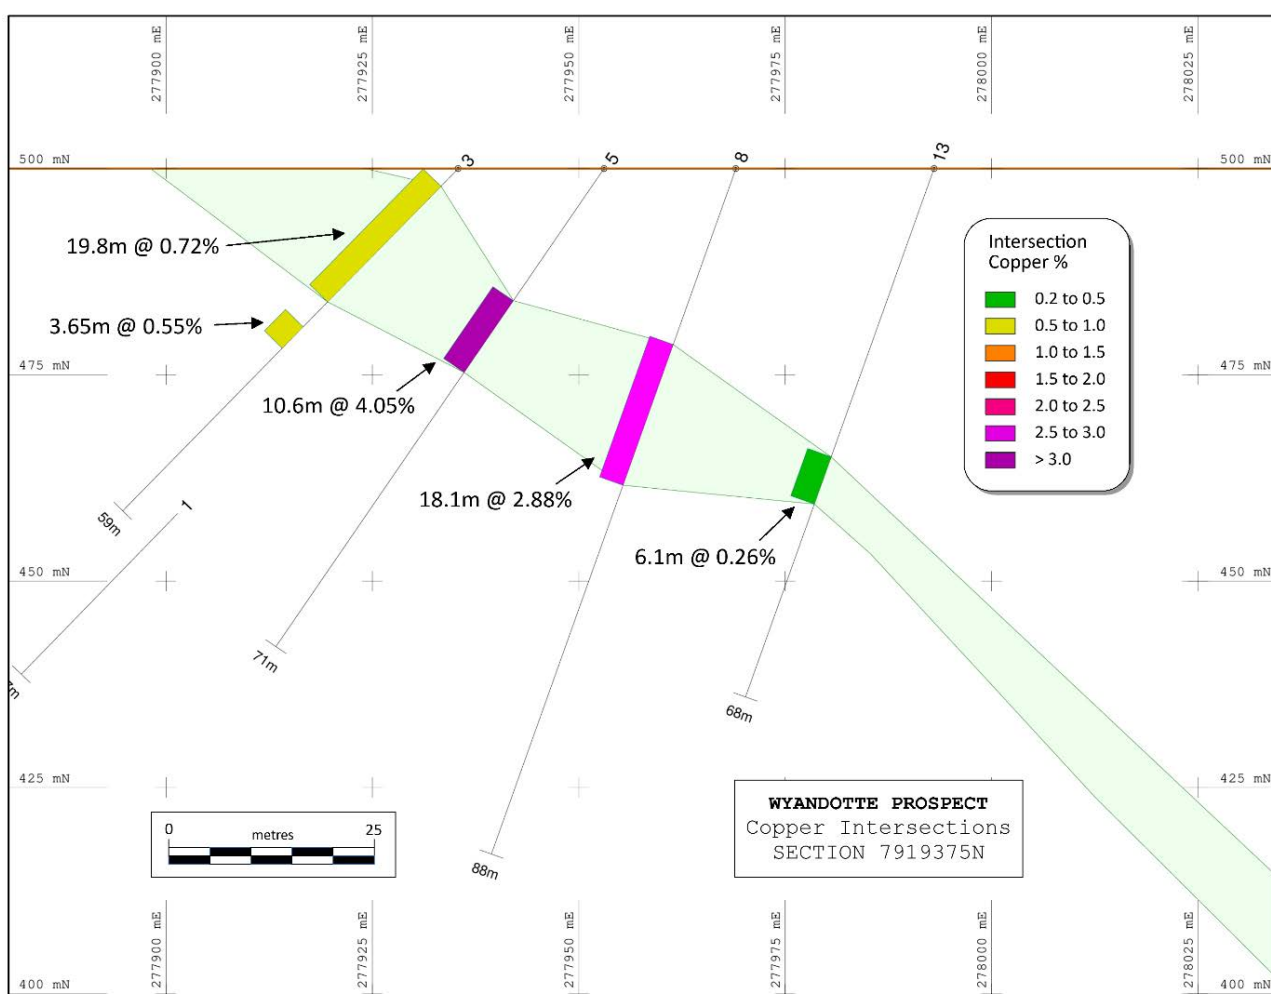 277900 mE
277925 mE
277950 mE
277975 mE
278000 mE
278025 mE
500 mN
3
5
8
13
500 mN
19.8m @ 0.72%
3.65m @ 0.55%
10.6m @ 4.05%
18.1m @ 2.88%
6.1m @ 0.26%
Intersection
Copper %
0.2 to 0.5
0.5 to 1.0
1.0 to 1.5
1.5 to 2.0
2.0 to 2.5
2.5 to 3.0
> 3.0
475 mN
475 mN
59m
1
450 mN
450 mN
71m
7m
68m
425 mN
425 mN
88m
0 metres 25
WYANDOTTE PROSPECT
Copper Intersections
SECTION 7919375N
277900 mE
277925 mE
277950 mE
277975 mE
278000 mE
278025 mE
400 mN
400 mN